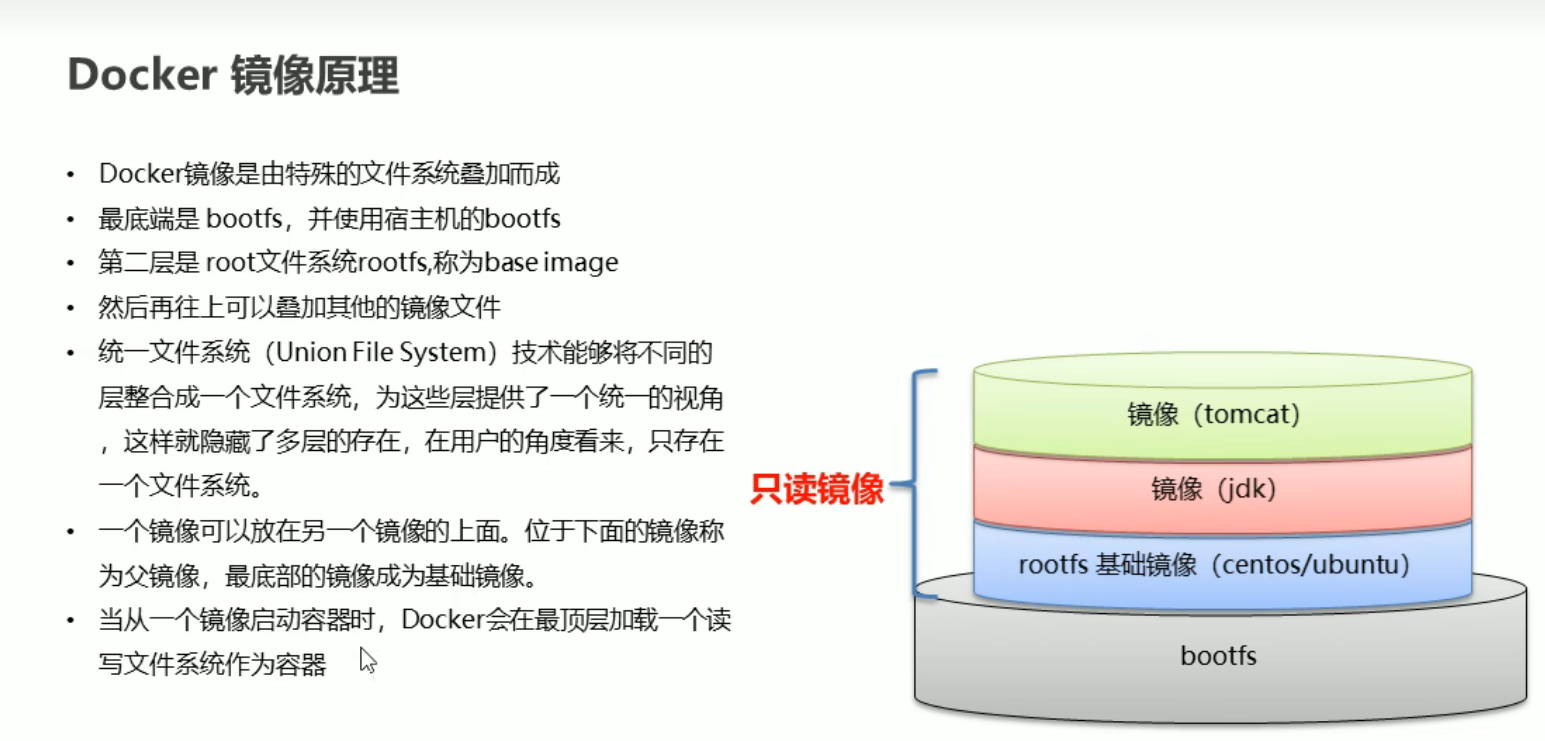 Docker 镜像原理
• Docker镜像是由特殊的文件系统叠加而成
• 最底端是 bootfs，并使用宿主机的bootfs
• 第二层是 root文件系统rootfs,称为base image
• 然后再往上可以叠加其他的镜像文件
• 统一文件系统（Union File System）技术能够将不同的
层整合成一个文件系统，为这些层提供了一个统一的视角
，这样就隐藏了多层的存在，在用户的角度看来，只存在
一个文件系统。
• 一个镜像可以放在另一个镜像的上面。位于下面的镜像称
为父镜像，最底部的镜像成为基础镜像。
• 当从一个镜像启动容器时，Docker会在最顶层加载一个读
写文件系统作为容器
只读镜像
镜像（tomcat）
镜像（jdk）
rootfs 基础镜像（centos/ubuntu）
bootfs